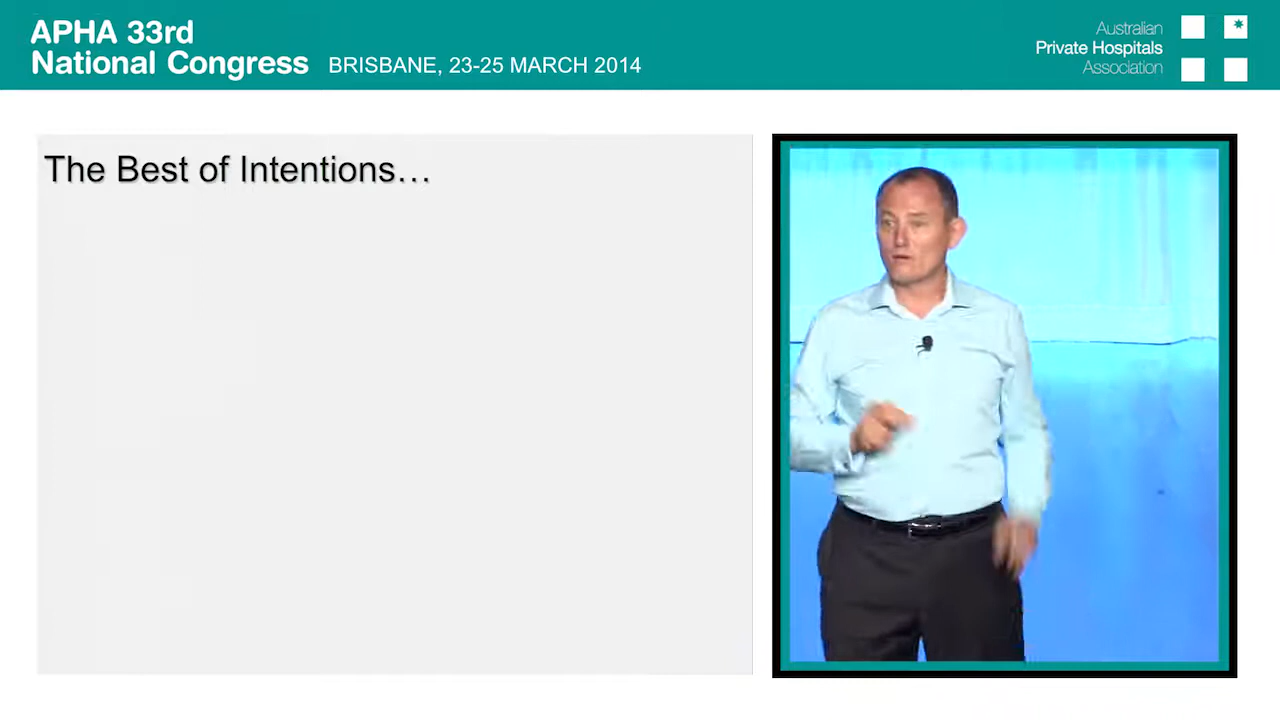 APHA 33rd
National Congress BRISBANE, 23-25 MARCH 2014
Australian
Private Hospitals
Association
The Best of Intentions…